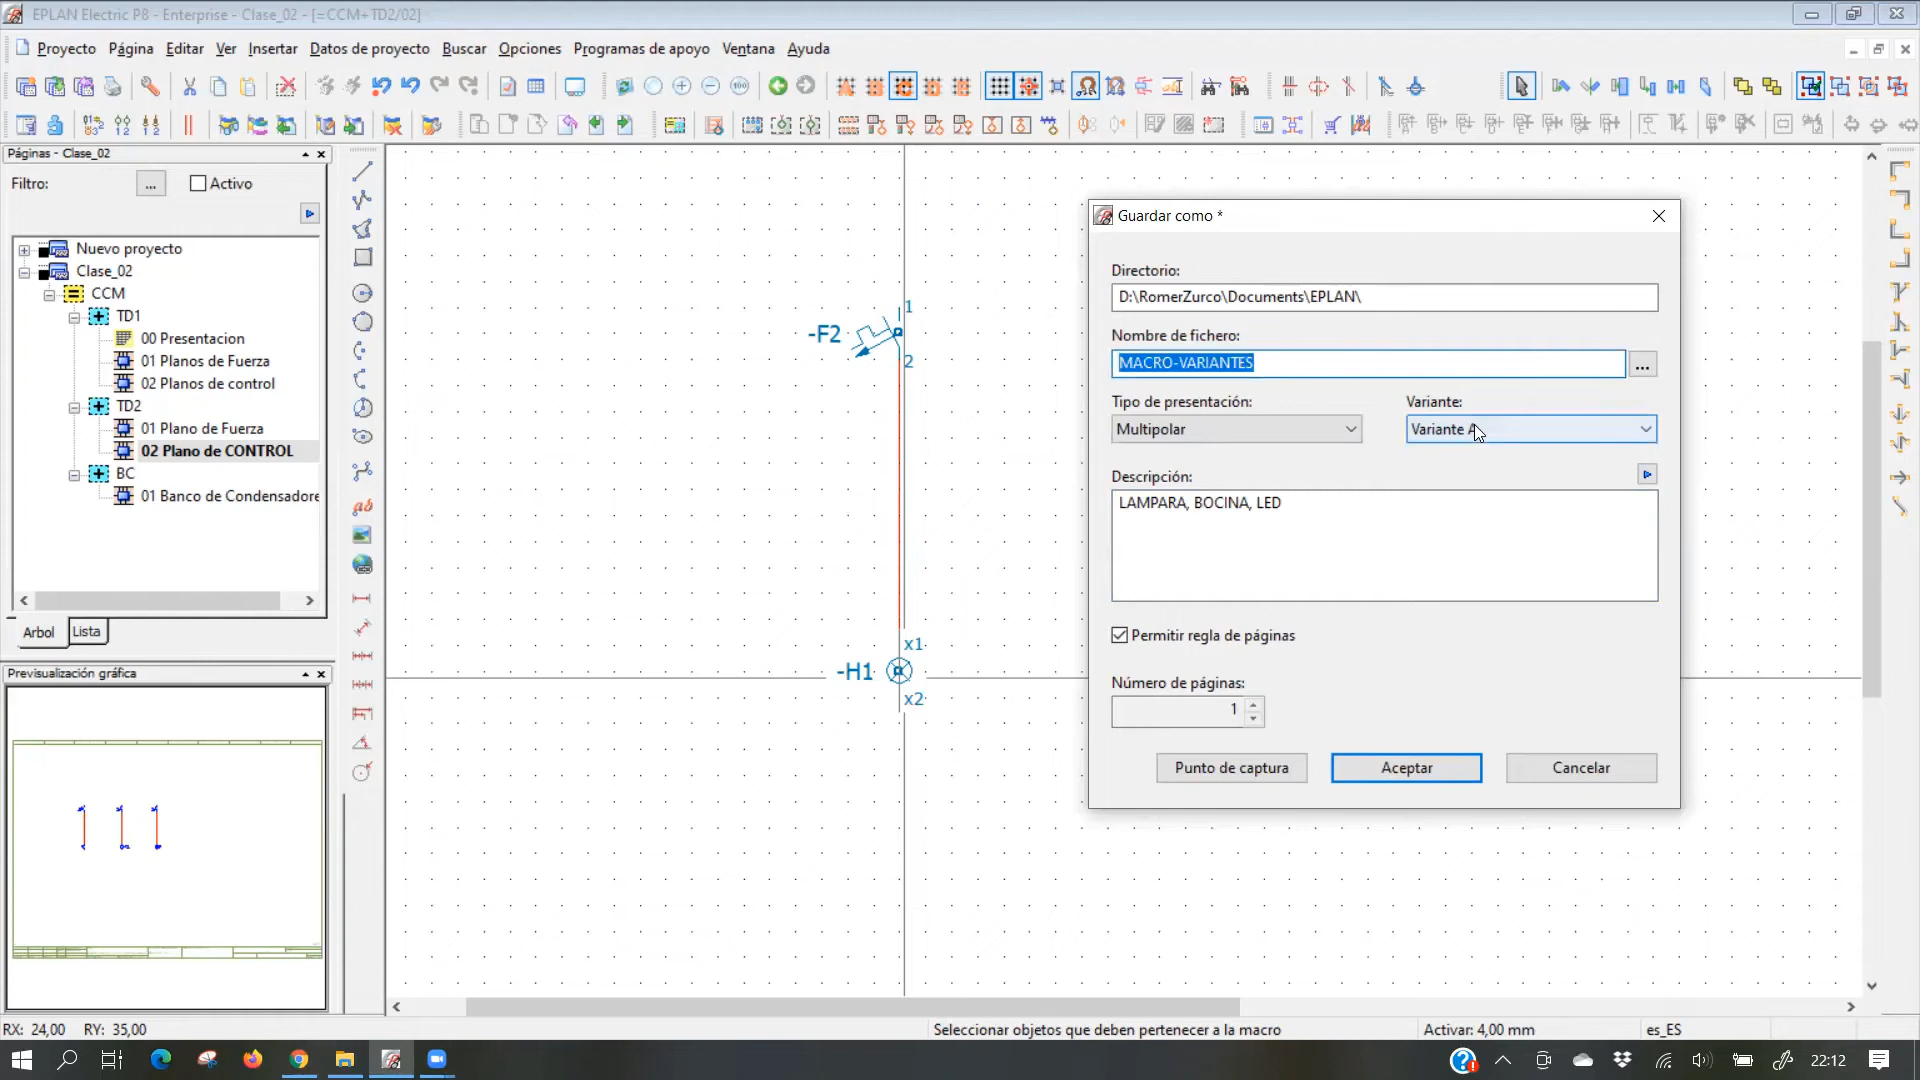 EPLAN Electric P8 - Enterprise - Clase_02 - [=CCM+TD2/02]
Proyecto Página Editar Ver Insertar Datos de proyecto Buscar Opciones Programas de apoyo Ventana Ayuda
Páginas - Clase_02
Filtro:
...
Activo
Nuevo proyecto
Clase_02
CCM
TD1
00 Presentacion
01 Planos de Fuerza
02 Planos de control
TD2
01 Plano de Fuerza
02 Plano de CONTROL
BC
01 Banco de Condensadore
Arbol Lista
Previsualización gráfica
ab
-F2
1
2
-H1
x1
x2
Guardar como *
Directorio:
D:\RomerZurco\Documents\EPLAN\
Nombre de fichero:
MACRO-VARIANTES
...
Tipo de presentación: Variante:
Multipolar Variante A
Descripción:
LAMPARA, BOCINA, LED
Permitir regla de páginas
Número de páginas:
1
Punto de captura Aceptar Cancelar
RX: 24,00 RY: 35,00 Seleccionar objetos que deben pertenecer a la macro Activar: 4,00 mm es_ES
22:12